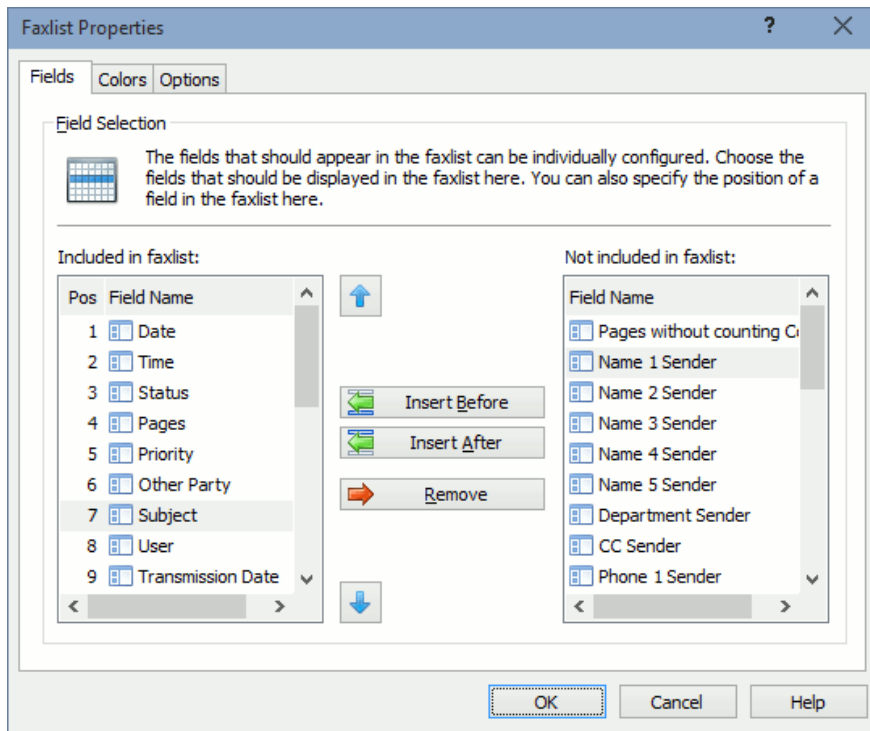 Faxlist Properties
?
Fields Colors Options
Field Selection
The fields that should appear in the faxlist can be individually configured. Choose the
fields that should be displayed in the faxlist here. You can also specify the position of a
field in the faxlist here.
Included in faxlist:
Pos Field Name
1 Date
2 Time
3 Status
4 Pages
5 Priority
6 Other Party
7 Subject
8 User
9 Transmission Date
Insert Before
Insert After
Remove
Not included in faxlist:
Field Name
Pages without counting
Name 1 Sender
Name 2 Sender
Name 3 Sender
Name 4 Sender
Name 5 Sender
Department Sender
CC Sender
Phone 1 Sender
OK Cancel Help